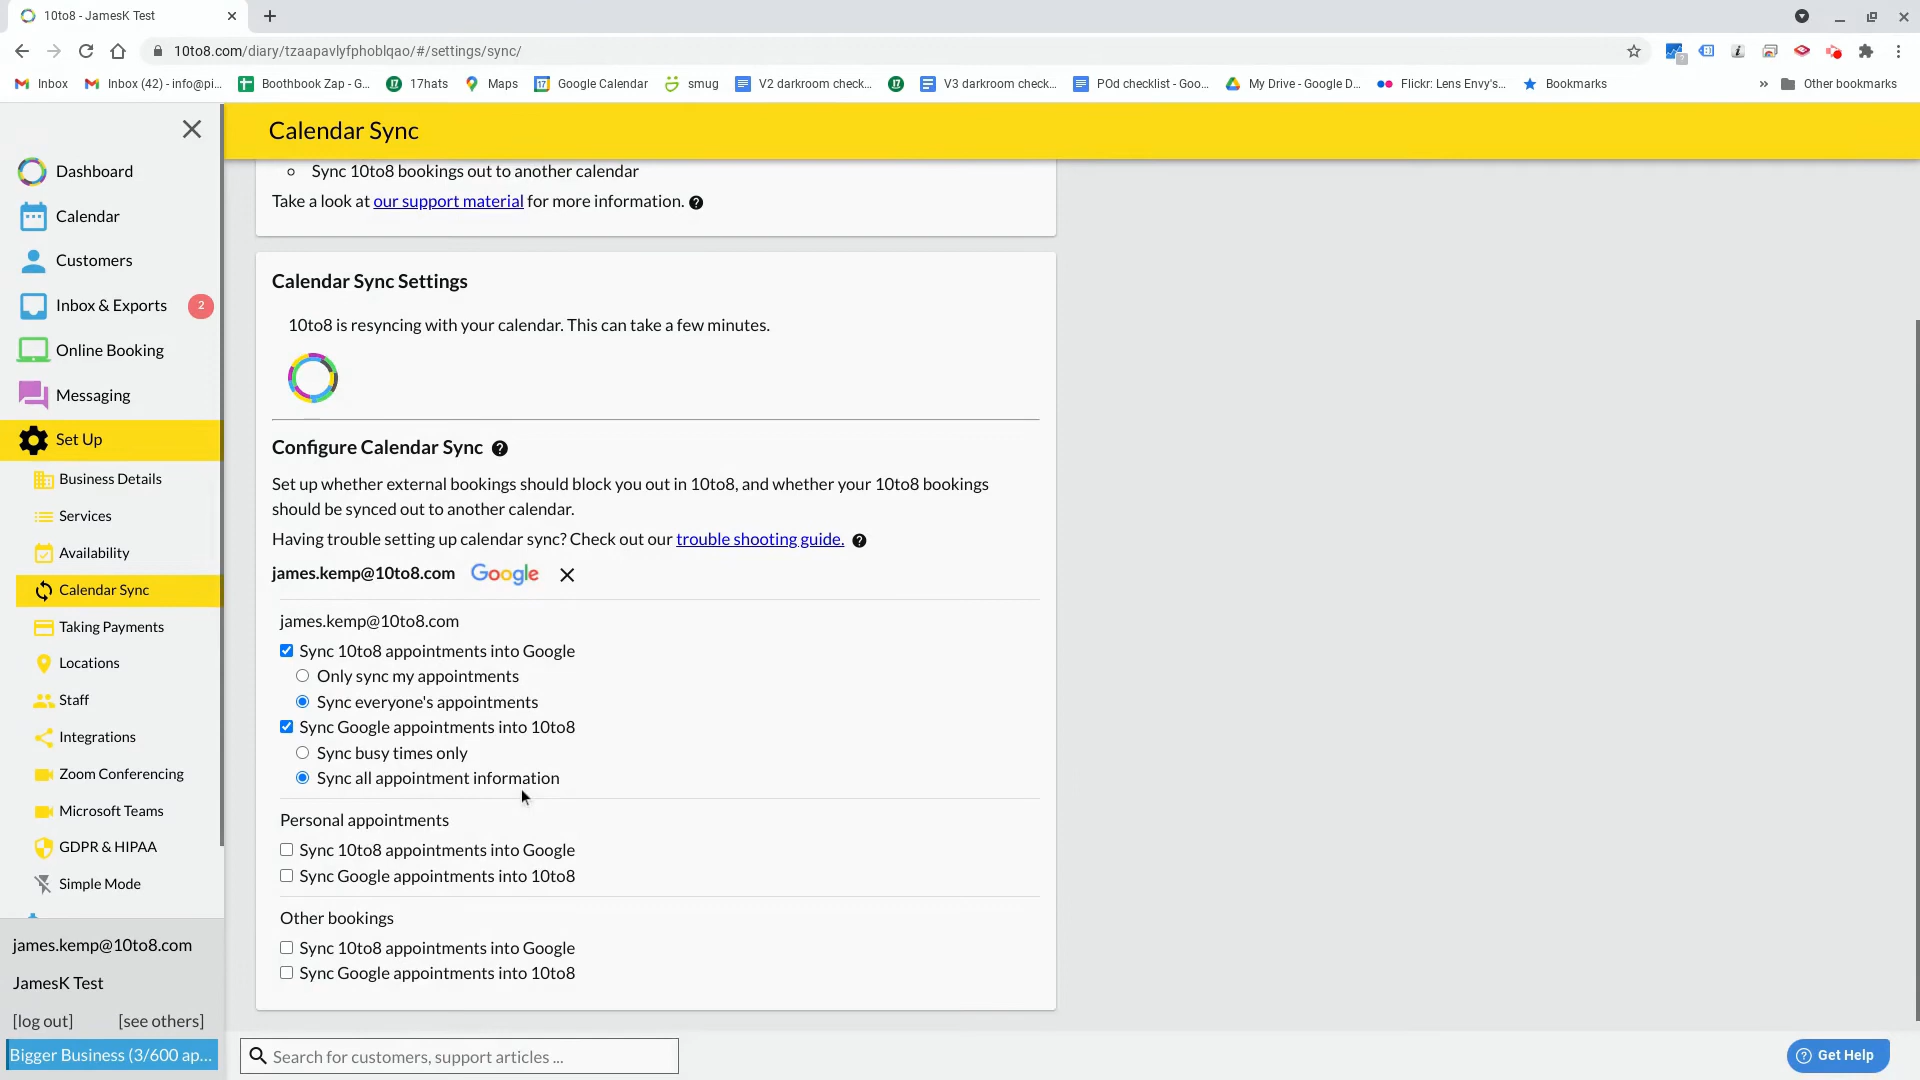 10to8 - JamesK Test
10to8.com/diary/tzaapavlyfphoblqao/#/settings/sync/
Inbox
Inbox (42) - info@pi...
Boothbook Zap - G...
17hats
Maps
Google Calendar
smug
V2 darkroom check...
V3 darkroom check...
POd checklist - Goo...
My Drive - Google D...
Flickr: Lens Envy's...
Bookmarks
»
Other bookmarks
Calendar Sync
Dashboard
Calendar
Customers
Inbox & Exports
2
Online Booking
Messaging
Set Up
Business Details
Services
Availability
Calendar Sync
Taking Payments
Locations
Staff
Integrations
Zoom Conferencing
Microsoft Teams
GDPR & HIPAA
Simple Mode
james.kemp@10to8.com
JamesK Test
[log out] [see others]
Bigger Business (3/600 ap...
Sync 10to8 bookings out to another calendar
Take a look at our support material for more information.
Calendar Sync Settings
10to8 is resyncing with your calendar. This can take a few minutes.
Configure Calendar Sync
Set up whether external bookings should block you out in 10to8, and whether your 10to8 bookings
should be synced out to another calendar.
Having trouble setting up calendar sync? Check out our trouble shooting guide.
james.kemp@10to8.com Google
james.kemp@10to8.com
Sync 10to8 appointments into Google
Only sync my appointments
Sync everyone's appointments
Sync Google appointments into 10to8
Sync busy times only
Sync all appointment information
Personal appointments
Sync 10to8 appointments into Google
Sync Google appointments into 10to8
Other bookings
Sync 10to8 appointments into Google
Sync Google appointments into 10to8
Search for customers, support articles ...
Get Help